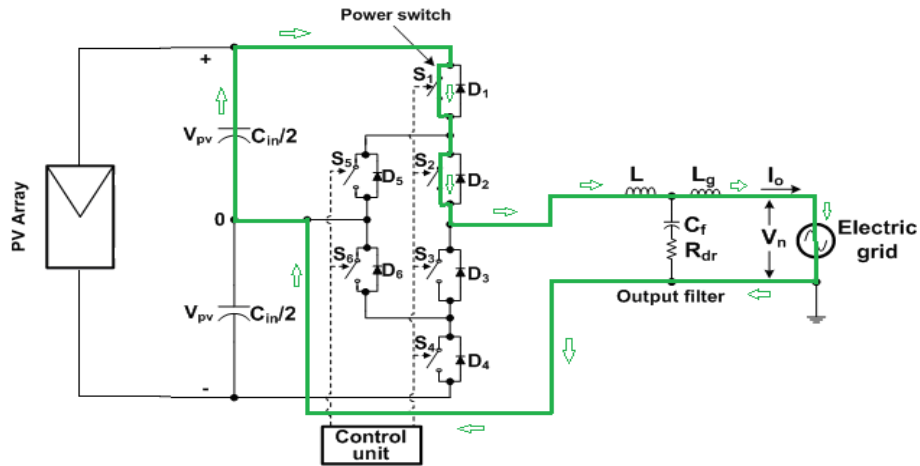 Power switch
+
S1
D1
Vpv
Cin/2
S5
D5
S2
D2
PV Array
0
L
Lg
Io
Cf
Rdr
Vn
Electric
grid
S6
D6
S3
D3
Vpv
Cin/2
Output filter
S4
D4
-
Control
unit